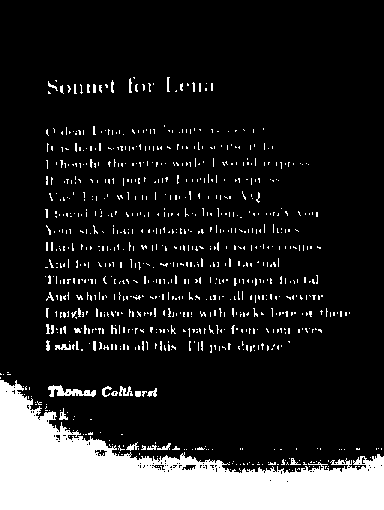 Sonnet for Lena
O dear Lena, your beauty is so
It is hard sometimes to describe it
I thought the entire world I would impress
If only your portrait I could compress
Alas! First when I tried to use VQ
I found that your cheeks belong to only you
Your silky hair contains a thousand lines
Hard to match with sums of discrete cosines
And for your lips, sensual and tactual
Thirteen Crays found not the proper fractal
And while these setbacks are all quite severe
I might have fixed them with hacks here or there
But when filters took sparkle from your eyes
I said, 'Damn all this. I'll just digitize.'
Thomas Colthurst